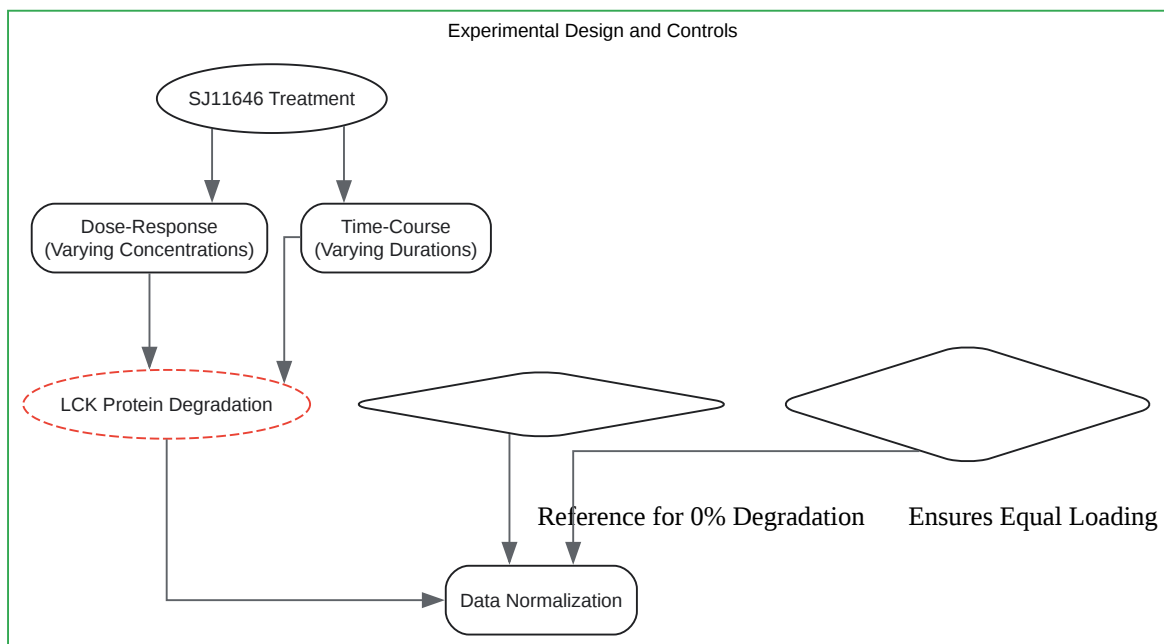 Experimental Design and Controls
SJ11646 Treatment
Dose-Response
(Varying Concentrations)
Time-Course
(Varying Durations)
LCK Protein Degradation
Reference for 0% Degradation
Ensures Equal Loading
Data Normalization